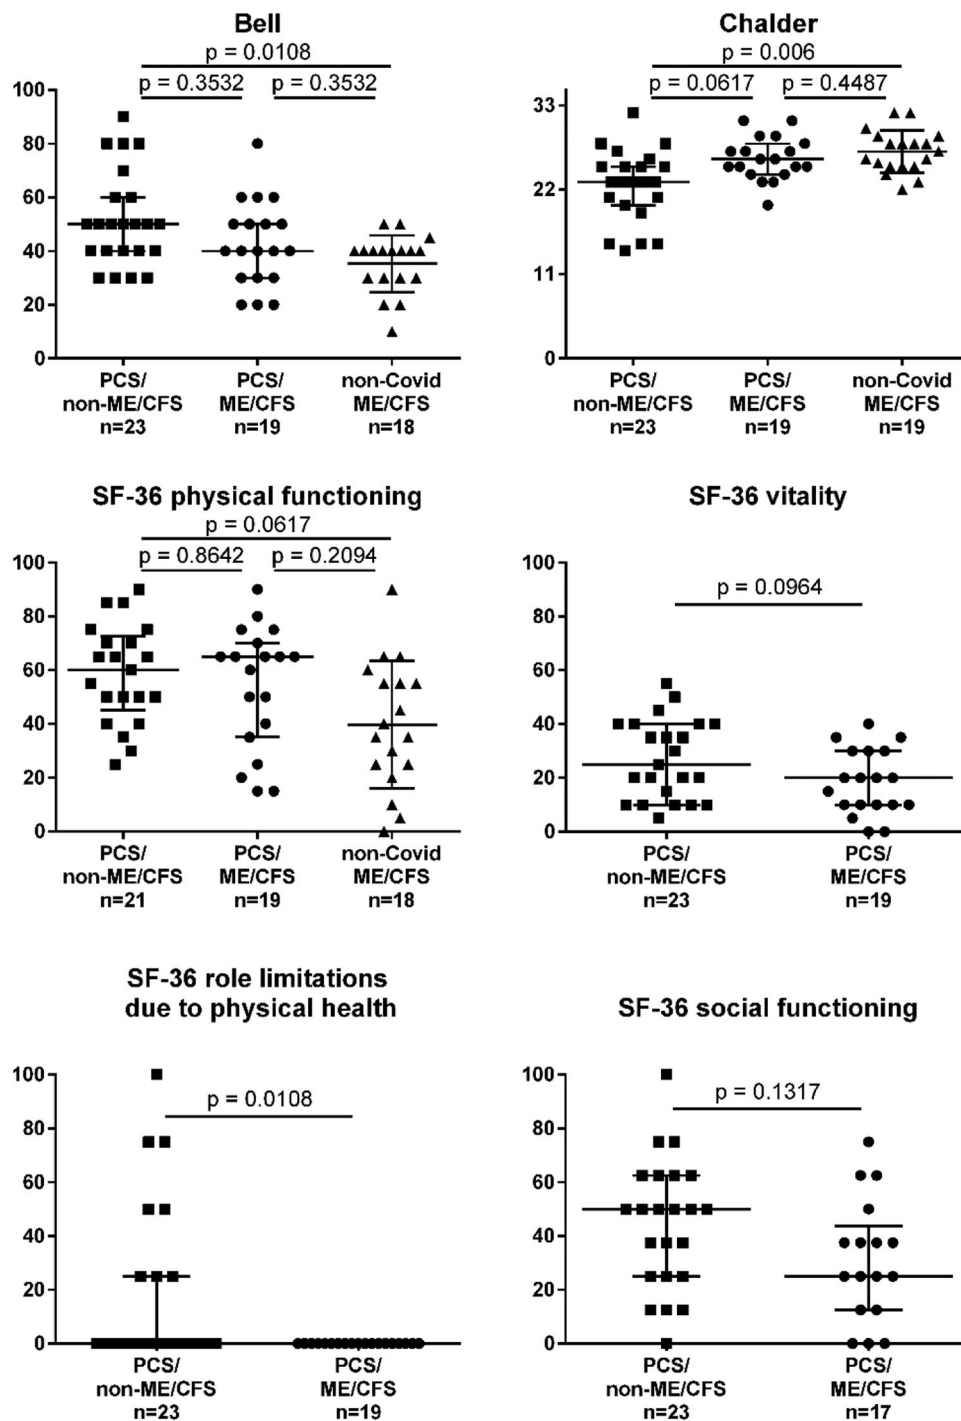 Bell
p = 0.0108
p = 0.3532 p = 0.3532
100
80
60
40
20
0
PCS/ PCS/ non-Covid
non-ME/CFS ME/CFS ME/CFS
n=23 n=19 n=18
Chalder
p = 0.006
p = 0.0617 p = 0.4487
33
22
11
0
PCS/ PCS/ non-Covid
non-ME/CFS ME/CFS ME/CFS
n=23 n=19 n=19
SF-36 physical functioning
p = 0.0617
p = 0.8642 p = 0.2094
100
80
60
40
20
0
PCS/ PCS/ non-Covid
non-ME/CFS ME/CFS ME/CFS
n=21 n=19 n=18
SF-36 vitality
p = 0.0964
100
80
60
40
20
0
PCS/ PCS/
non-ME/CFS ME/CFS
n=23 n=19
SF-36 role limitations
due to physical health
p = 0.0108
100
80
60
40
20
0
PCS/ PCS/
non-ME/CFS ME/CFS
n=23 n=19
SF-36 social functioning
p = 0.1317
100
80
60
40
20
0
PCS/ PCS/
non-ME/CFS ME/CFS
n=23 n=17